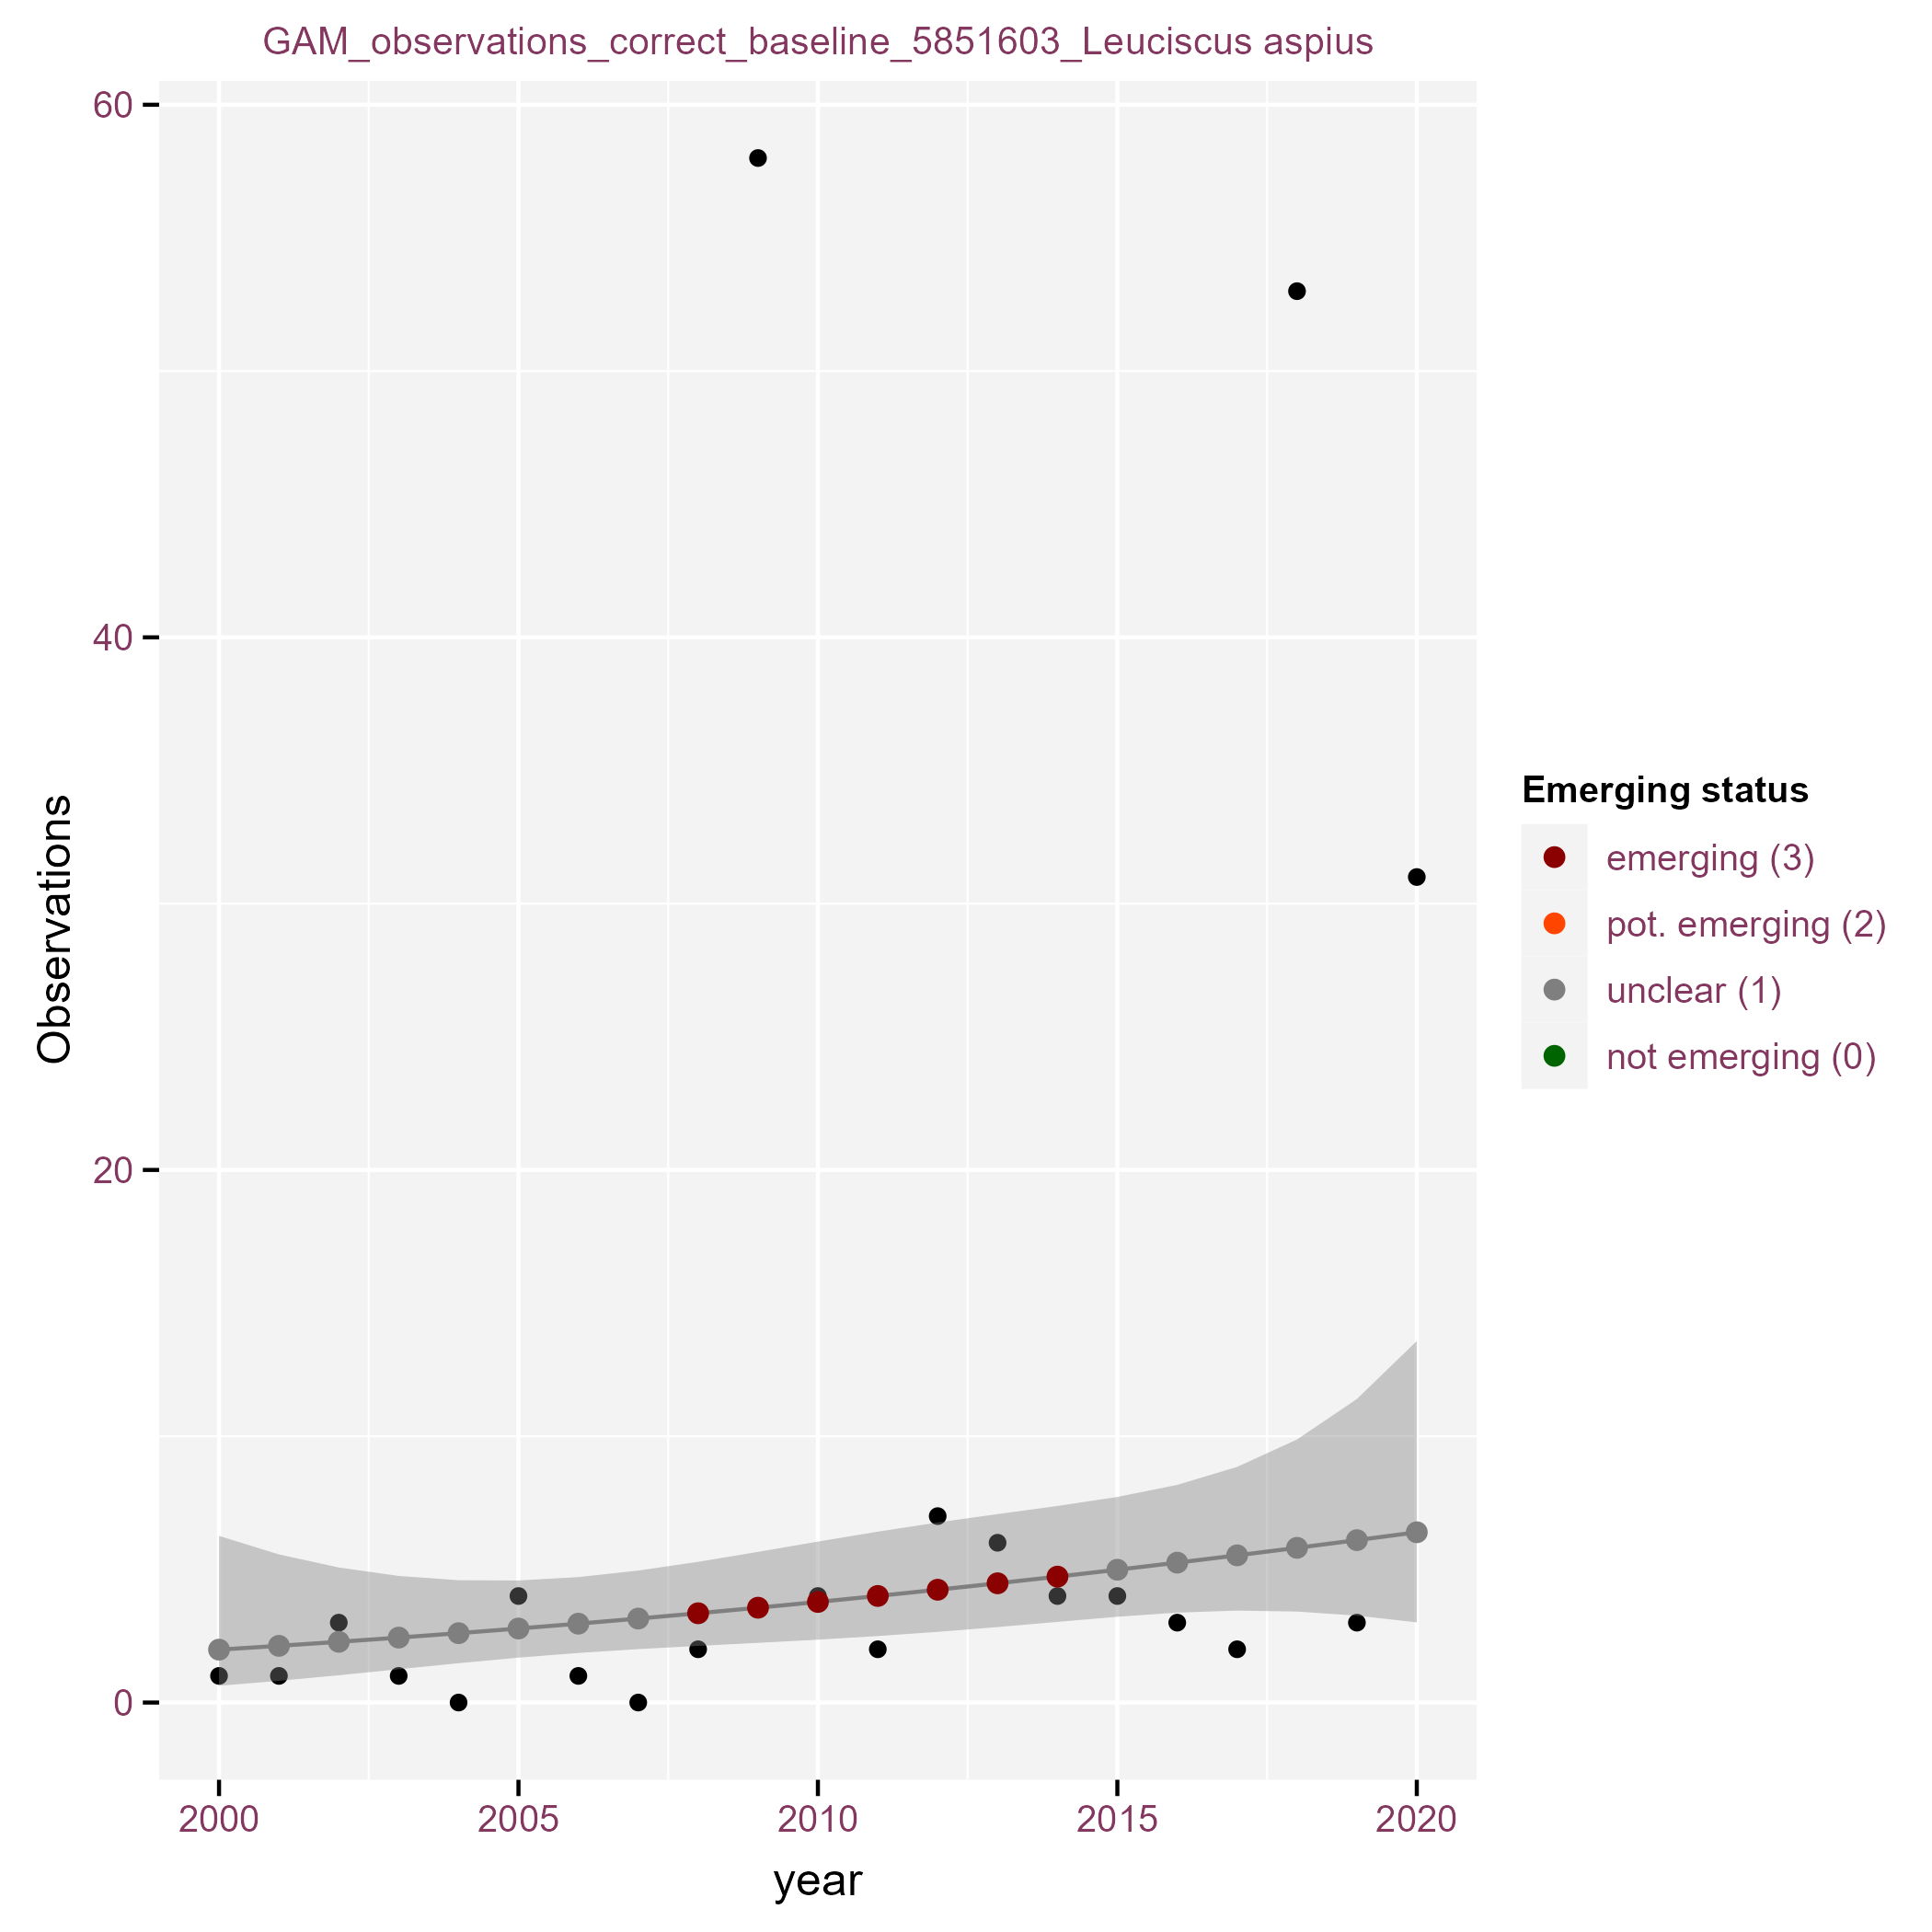 GAM_observations_correct_baseline_5851603_Leuciscus aspius
60
40
20
0
Observations
2000 2005 2010 2015 2020
year
Emerging status
emerging (3)
pot. emerging (2)
unclear (1)
not emerging (0)